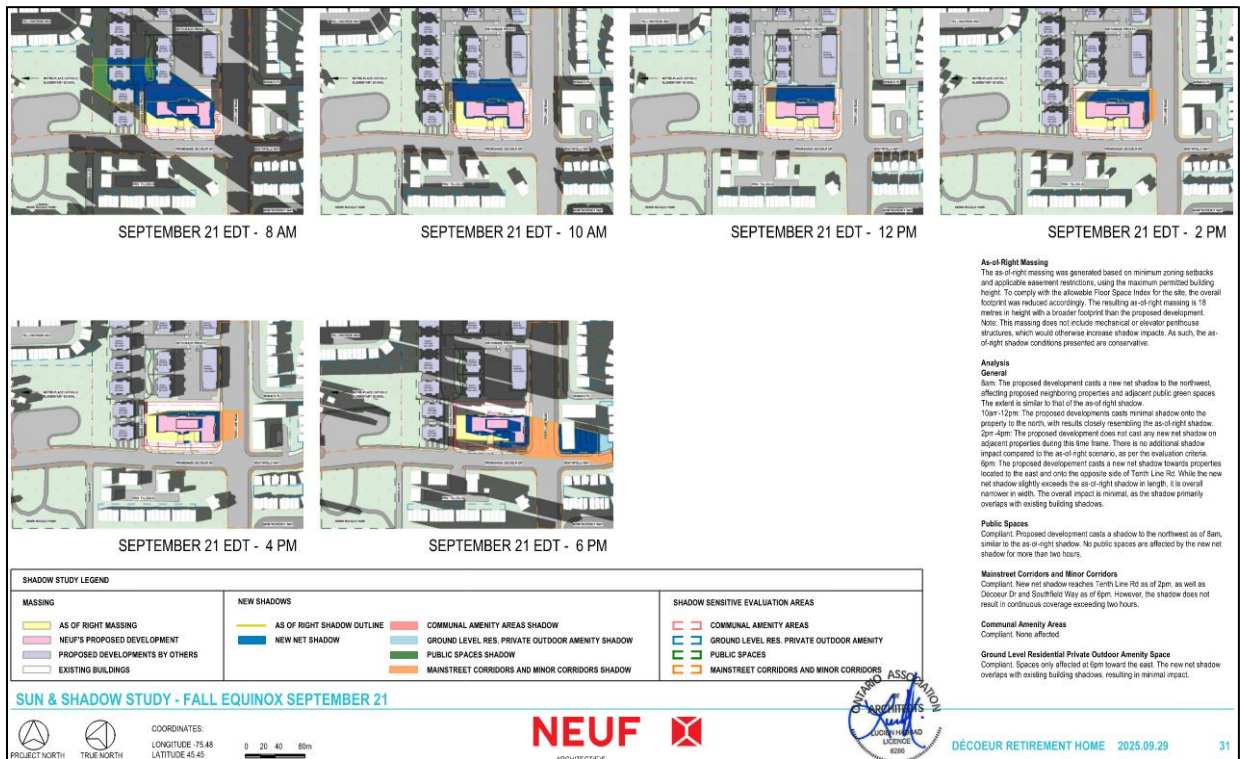 SEPTEMBER 21 EDT - 8 AM
SEPTEMBER 21 EDT - 10 AM
SEPTEMBER 21 EDT - 12 PM
SEPTEMBER 21 EDT - 2 PM
As-of-Right Massing
The as-of-right massing was generated based on minimum zoning setbacks
and applicable easement restrictions, using the maximum permitted building
height. To comply with the allowable Floor Space Index for the site, the overall
footprint was reduced accordingly. The resulting as-of-right massing is 18
metres in height with a broader footprint than the proposed development.
Note: This massing does not include mechanical or elevator penthouse
structures, which would otherwise increase shadow impacts. As such, the as-
of-right shadow conditions presented are conservative.
Analysis
General
8am: The proposed development casts a new net shadow to the northwest,
affecting proposed neighboring properties and adjacent public green spaces
The extent is similar to that of the as-of right shadow.
10am-12pm: The proposed developments casts minimal shadow onto the
property to the north, with results closely resembling the as-of-right shadow.
2pm-4pm: The proposed development does not cast any new net shadow on
adjacent properties during this time frame. There is no additional shadow
impact compared to the as-of-right scenario, as per the evaluation criteria.
6pm: The proposed development casts a new net shadow towards properties
located to the east and onto the opposite side of Tenth Line Rd. While the new
net shadow slightly exceeds the as-of-right shadow in length, it is overall
narrower in width. The overall impact is minimal, as the shadow primarily
overlaps with existing building shadows.
Public Spaces
Compliant. Proposed development casts a shadow to the northwest as of 8am,
similar to the as-of-right shadow. No public spaces are affected by the new net
shadow for more than two hours.
Mainstreet Corridors and Minor Corridors
Compliant. New net shadow reaches Tenth Line Rd as of 2pm, as well as
Décoeur Dr and Southfield Way as of 6pm. However, the shadow does not
result in continuous coverage exceeding two hours.
Communal Amenity Areas
Compliant. None affected.
Ground Level Residential Private Outdoor Amenity Space
Compliant. Spaces only affected at 6pm toward the east. The new net shadow
overlaps with existing building shadows, resulting in minimal impact.
SEPTEMBER 21 EDT - 4 PM
SEPTEMBER 21 EDT - 6 PM
SHADOW STUDY LEGEND
MASSING
AS OF RIGHT MASSING
NEUF'S PROPOSED DEVELOPMENT
PROPOSED DEVELOPMENTS BY OTHERS
EXISTING BUILDINGS
NEW SHADOWS
AS OF RIGHT SHADOW OUTLINE
NEW NET SHADOW
COMMUNAL AMENITY AREAS SHADOW
GROUND LEVEL RES. PRIVATE OUTDOOR AMENITY SHADOW
PUBLIC SPACES SHADOW
MAINSTREET CORRIDORS AND MINOR CORRIDORS SHADOW
SHADOW SENSITIVE EVALUATION AREAS
COMMUNAL AMENITY AREAS
GROUND LEVEL RES. PRIVATE OUTDOOR AMENITY
PUBLIC SPACES
MAINSTREET CORRIDORS AND MINOR CORRIDORS
SUN & SHADOW STUDY - FALL EQUINOX SEPTEMBER 21
PROJECT NORTH
TRUE NORTH
COORDINATES:
LONGITUDE -75.48
LATITUDE 45.45
0 20 40 80m
NEUF
ARCHITECT(E)S
ONTARIO ASSOCIATION
OF
ARCHITECTS
LUCIEN HADDAD
LICENCE
8286
DÉCOEUR RETIREMENT HOME 2025.09.29 31